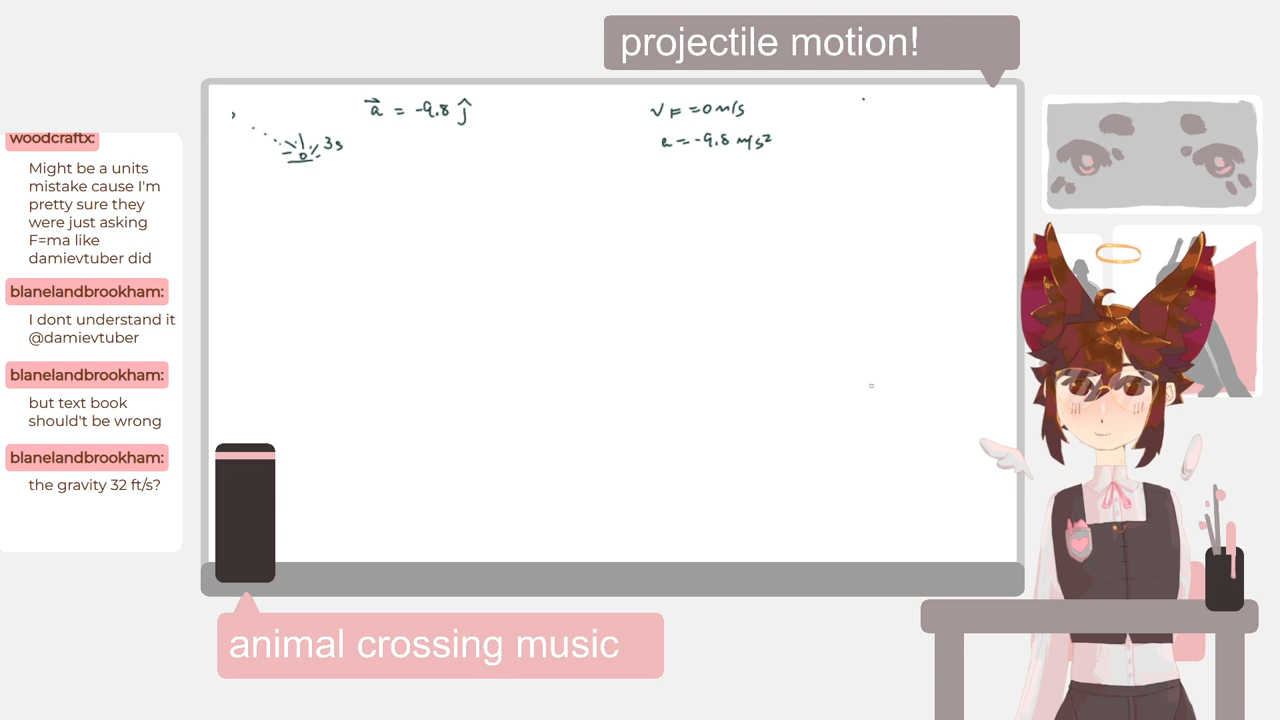 projectile motion!
a⃗ = -9.8 ĵ
3s
V F = 0 m/s
a = -9.8 m/s²
woodcraftx:
Might be a units
mistake cause I'm
pretty sure they
were just asking
F=ma like
damievtuber did
blanelandbrookham:
I dont understand it
@damievtuber
blanelandbrookham:
but text book
should't be wrong
blanelandbrookham:
the gravity 32 ft/s?
animal crossing music